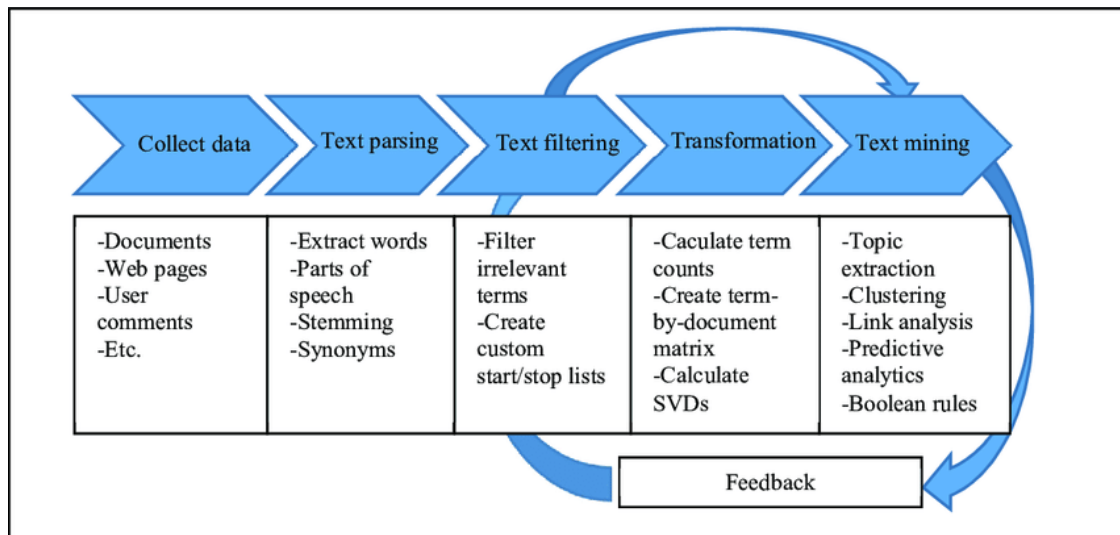 Collect data
Text parsing
Text filtering
Transformation
Text mining
-Documents
-Web pages
-User
comments
-Etc.
-Extract words
-Parts of
speech
-Stemming
-Synonyms
-Filter
irrelevant
terms
-Create
custom
start/stop lists
-Caculate term
counts
-Create term-
by-document
matrix
-Calculate
SVDs
-Topic
extraction
-Clustering
-Link analysis
-Predictive
analytics
-Boolean rules
Feedback